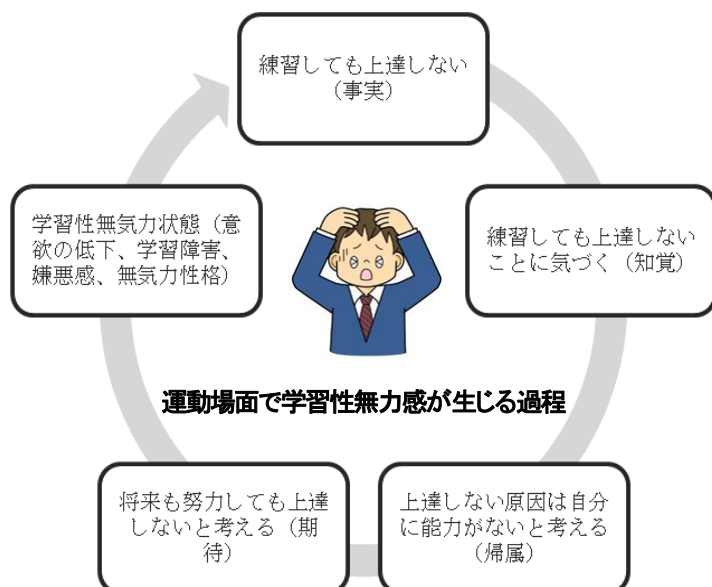 練習しても上達しない
（事実）
練習しても上達しない
ことに気づく（知覚）
上達しない原因は自分
に能力がないと考える
（帰属）
将来も努力しても上達
しないと考える（期
待）
学習性無気力状態（意
欲の低下、学習障害、
嫌悪感、無気力性格）
運動場面で学習性無力感が生じる過程